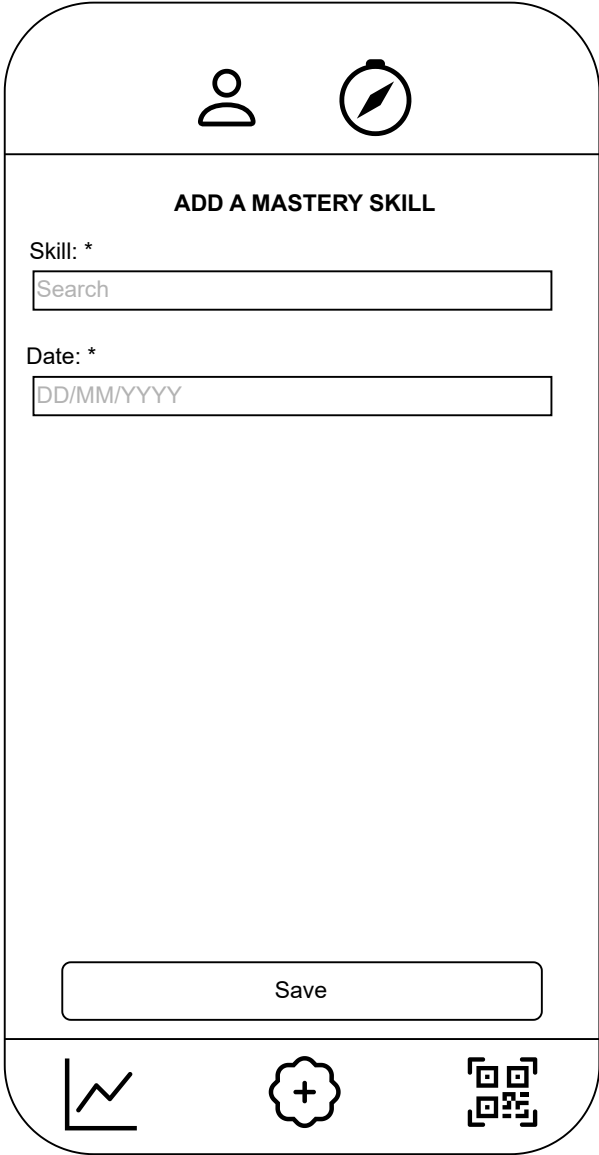 ADD A MASTERY SKILL
Skill: *
Search
Date: *
DD/MM/YYYY
Save